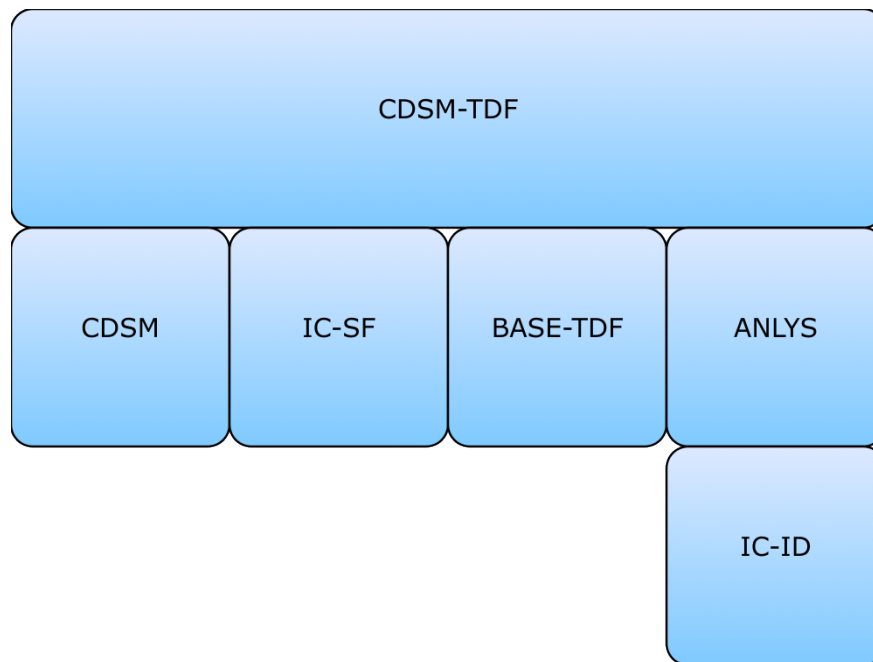 CDSM-TDF
CDSM
IC-SF
BASE-TDF
ANLYS
IC-ID